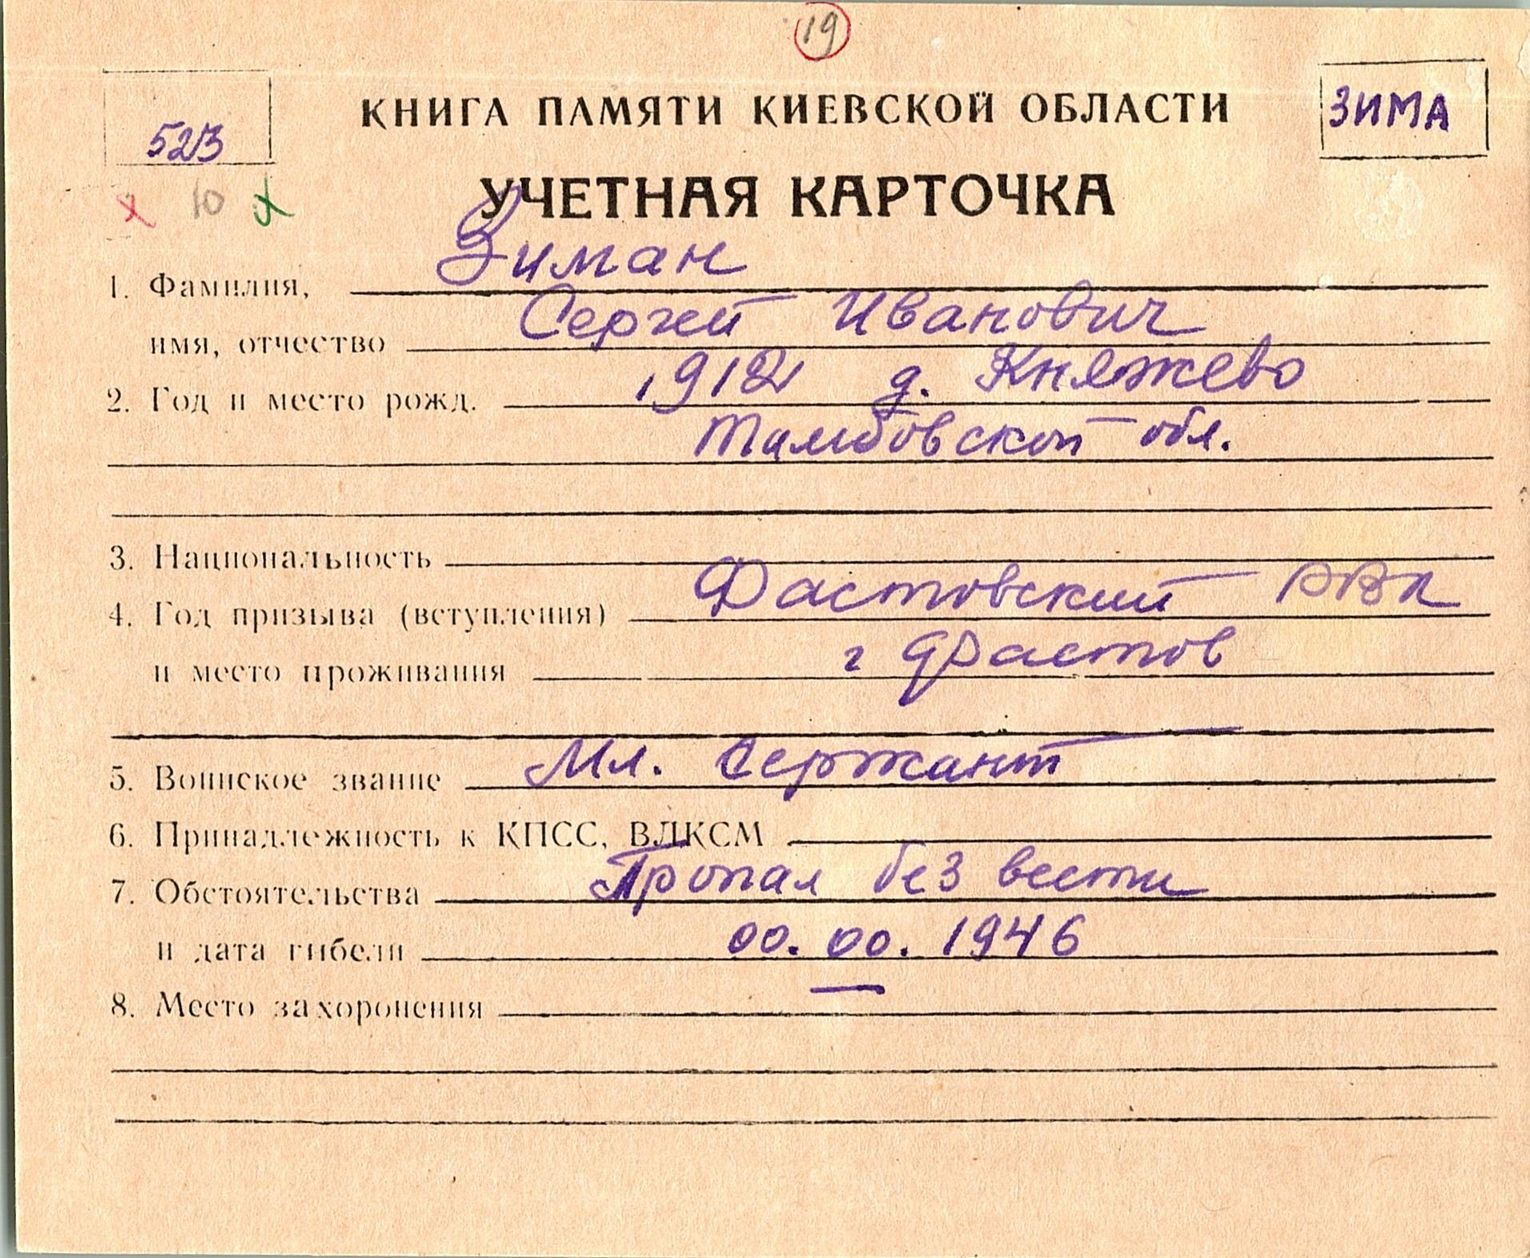 19
523
КНИГА ПАМЯТИ КИЕВСКОЙ ОБЛАСТИ
ЗИМА
Х 10 Х
УЧЕТНАЯ КАРТОЧКА
1. Фамилия, Зиман
имя, отчество Сергей Иванович
2. Год и место рожд. 1912 д. Княжево
Тамбовской обл.
3. Национальность
4. Год призыва (вступления) Фастовский РВК
и место проживания г Фастов
5. Воинское звание Мл. Сержант
6. Принадлежность к КПСС, ВЛКСМ
7. Обстоятельства Пропал без вести
и дата гибели 00.00.1946
8. Место захоронения